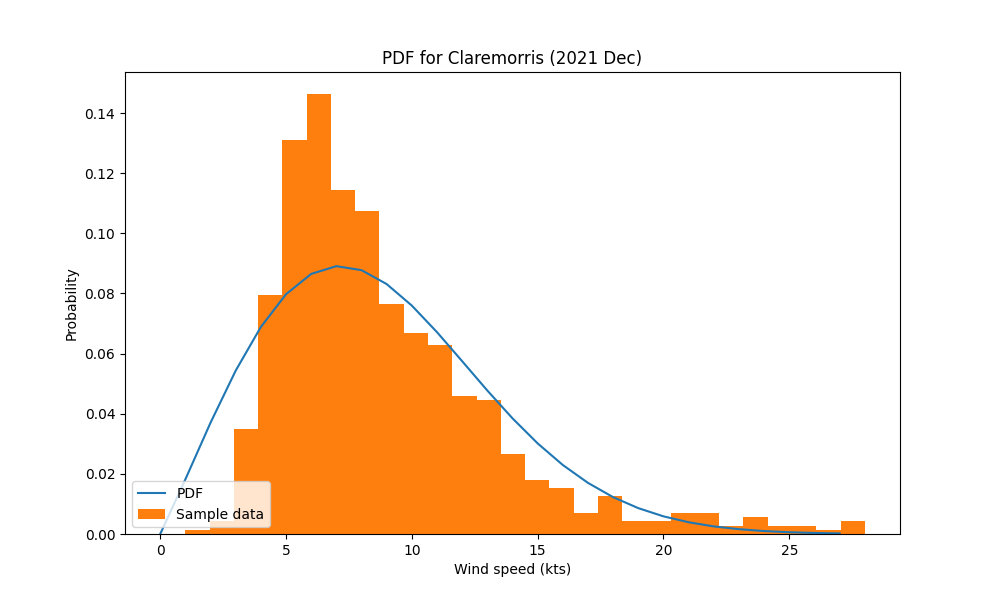 PDF for Claremorris (2021 Dec)
0.14
0.12
0.10
0.08
0.06
0.04
0.02
0.00
Probability
PDF
Sample data
0 5 10 15 20 25
Wind speed (kts)